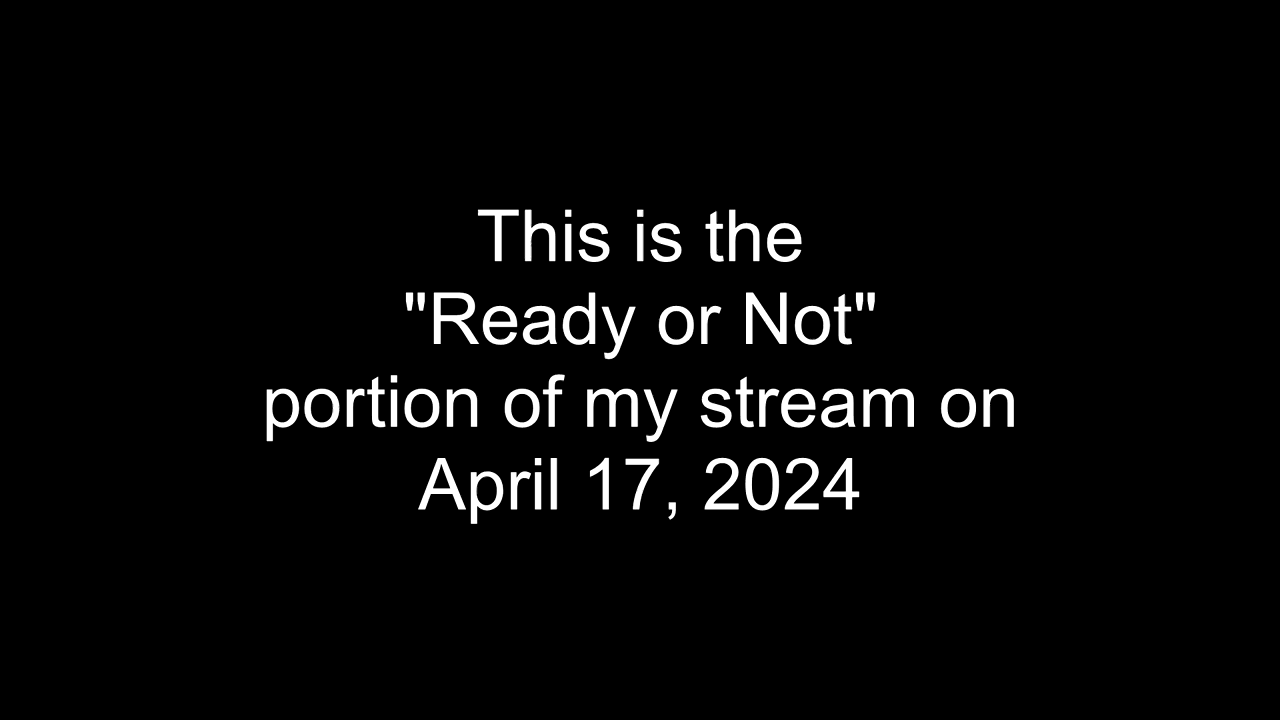 This is the
"Ready or Not"
portion of my stream on
April 17, 2024